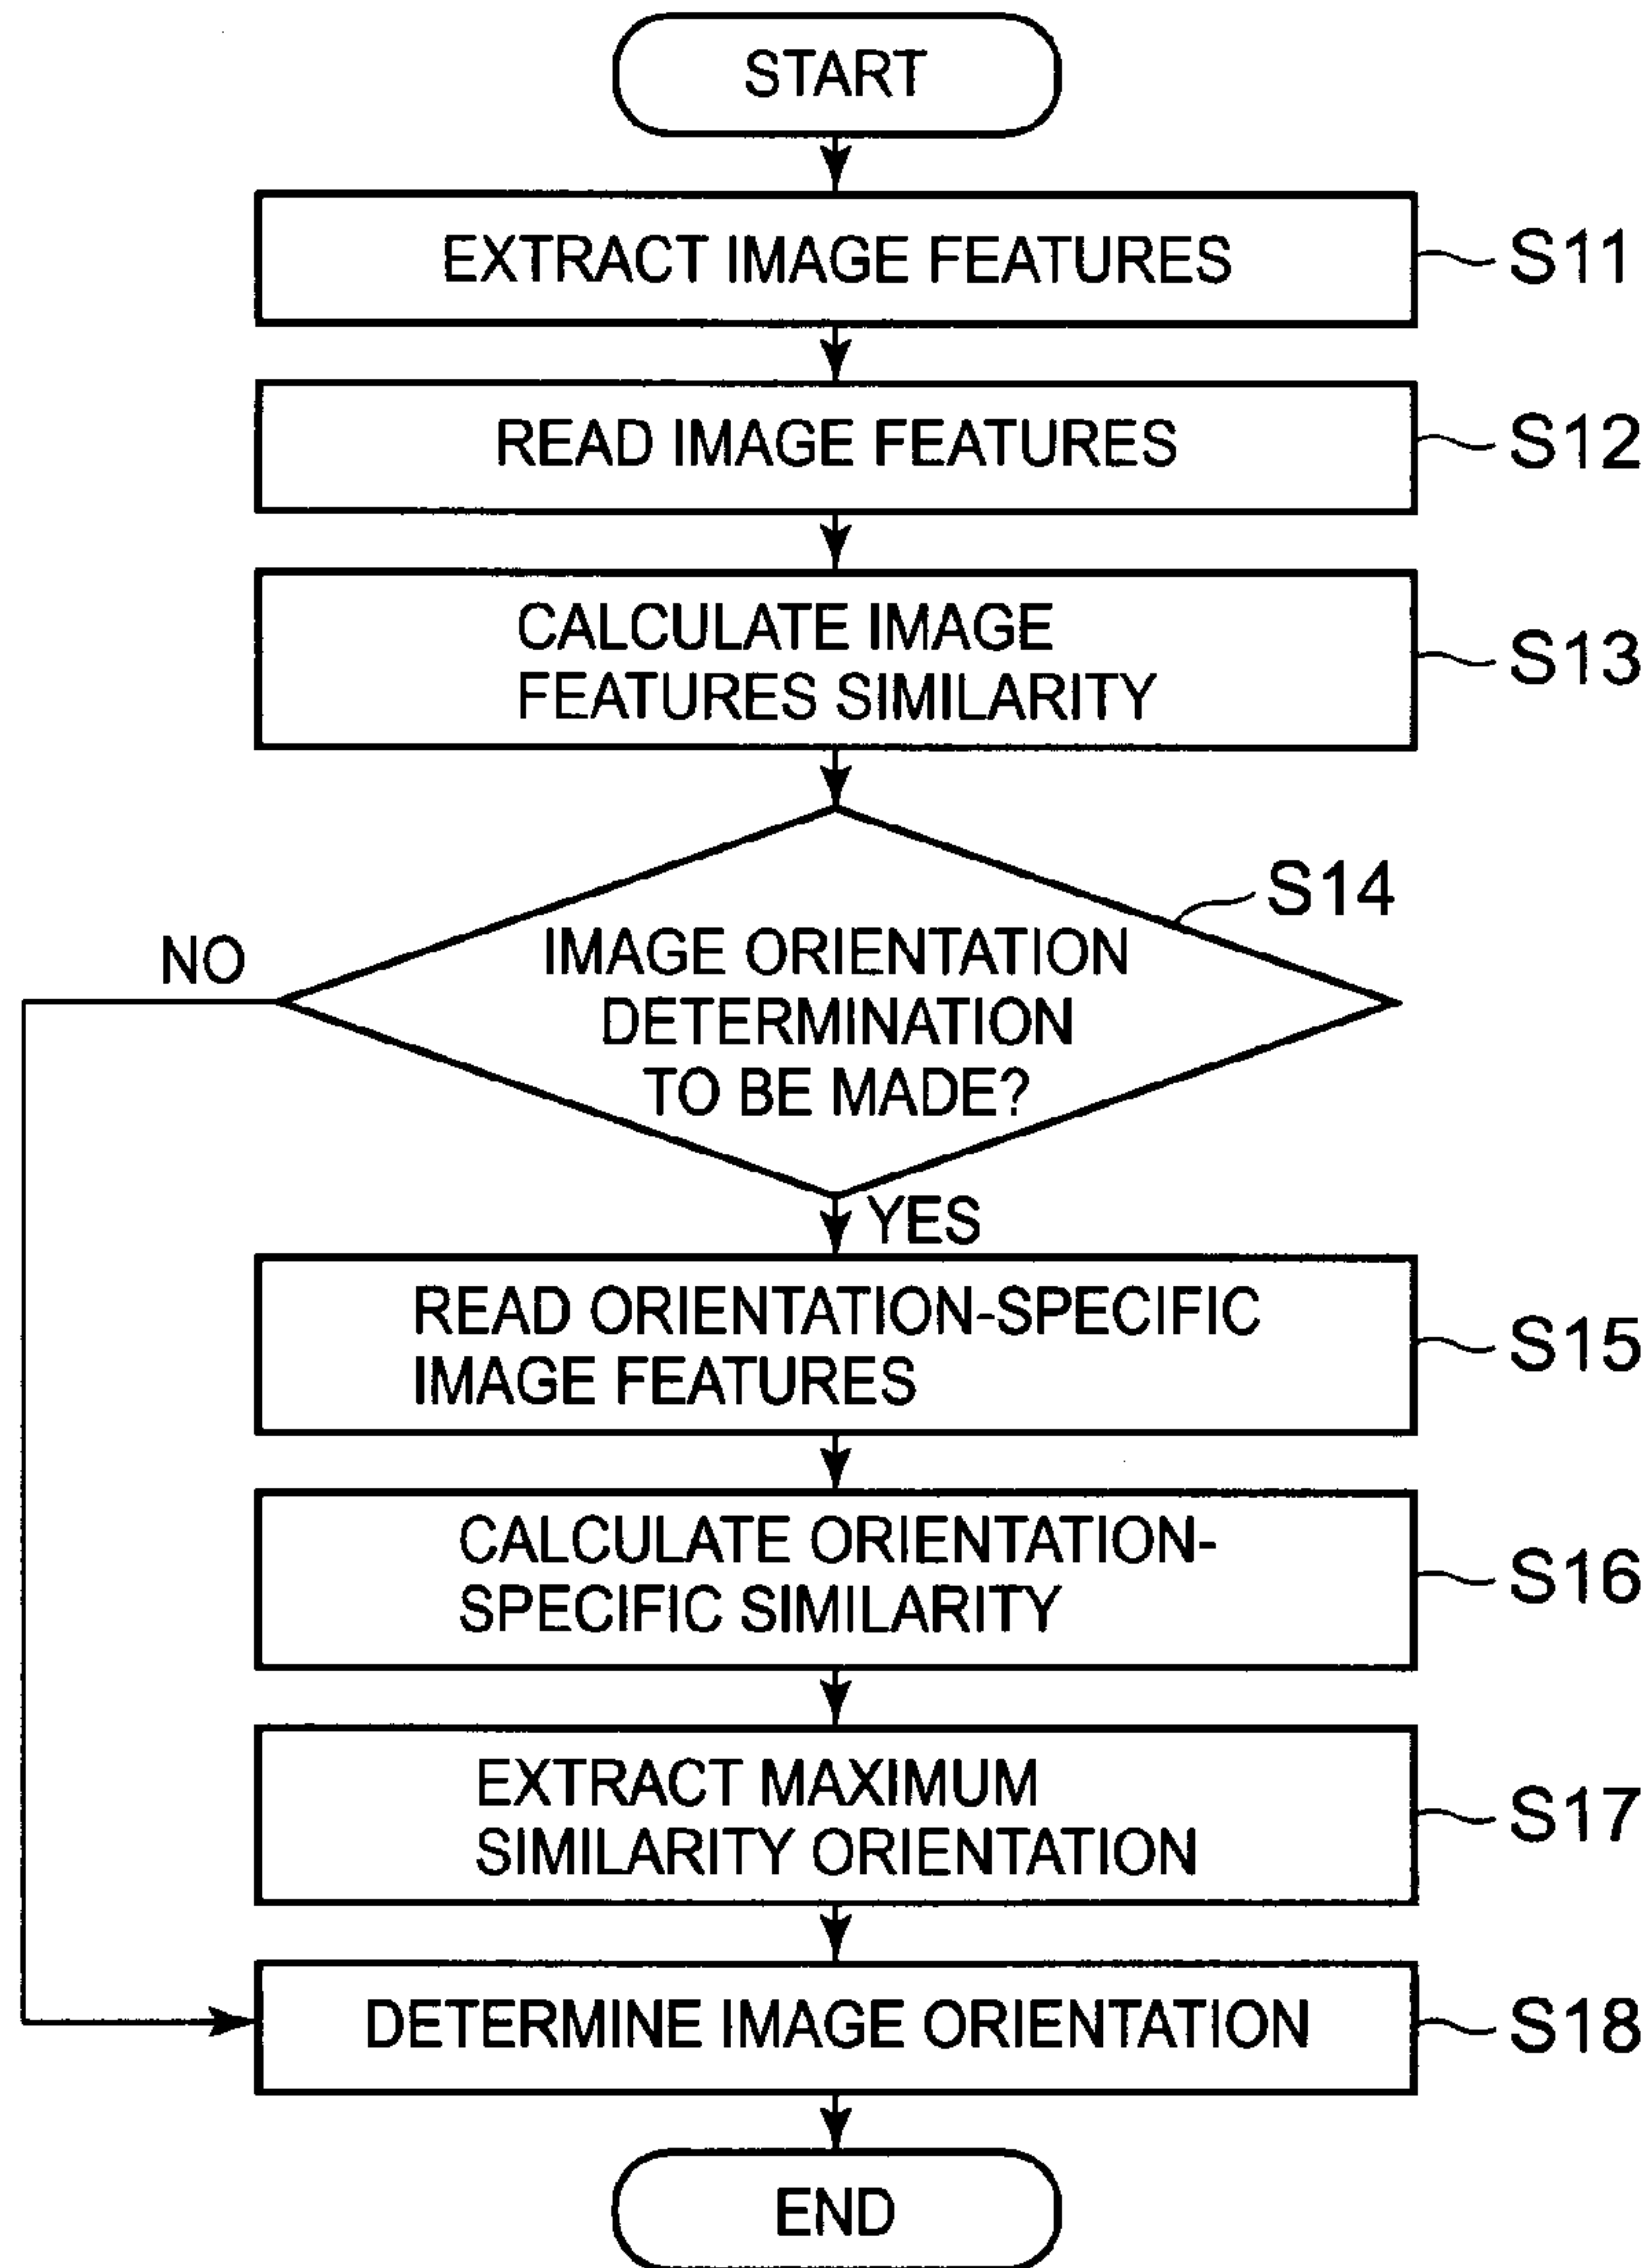 START
EXTRACT IMAGE FEATURES
S11
READ IMAGE FEATURES
S12
CALCULATE IMAGE
FEATURES SIMILARITY
S13
S14
NO
IMAGE ORIENTATION
DETERMINATION
TO BE MADE?
YES
READ ORIENTATION-SPECIFIC
IMAGE FEATURES
S15
CALCULATE ORIENTATION-
SPECIFIC SIMILARITY
S16
EXTRACT MAXIMUM
SIMILARITY ORIENTATION
S17
DETERMINE IMAGE ORIENTATION
S18
END